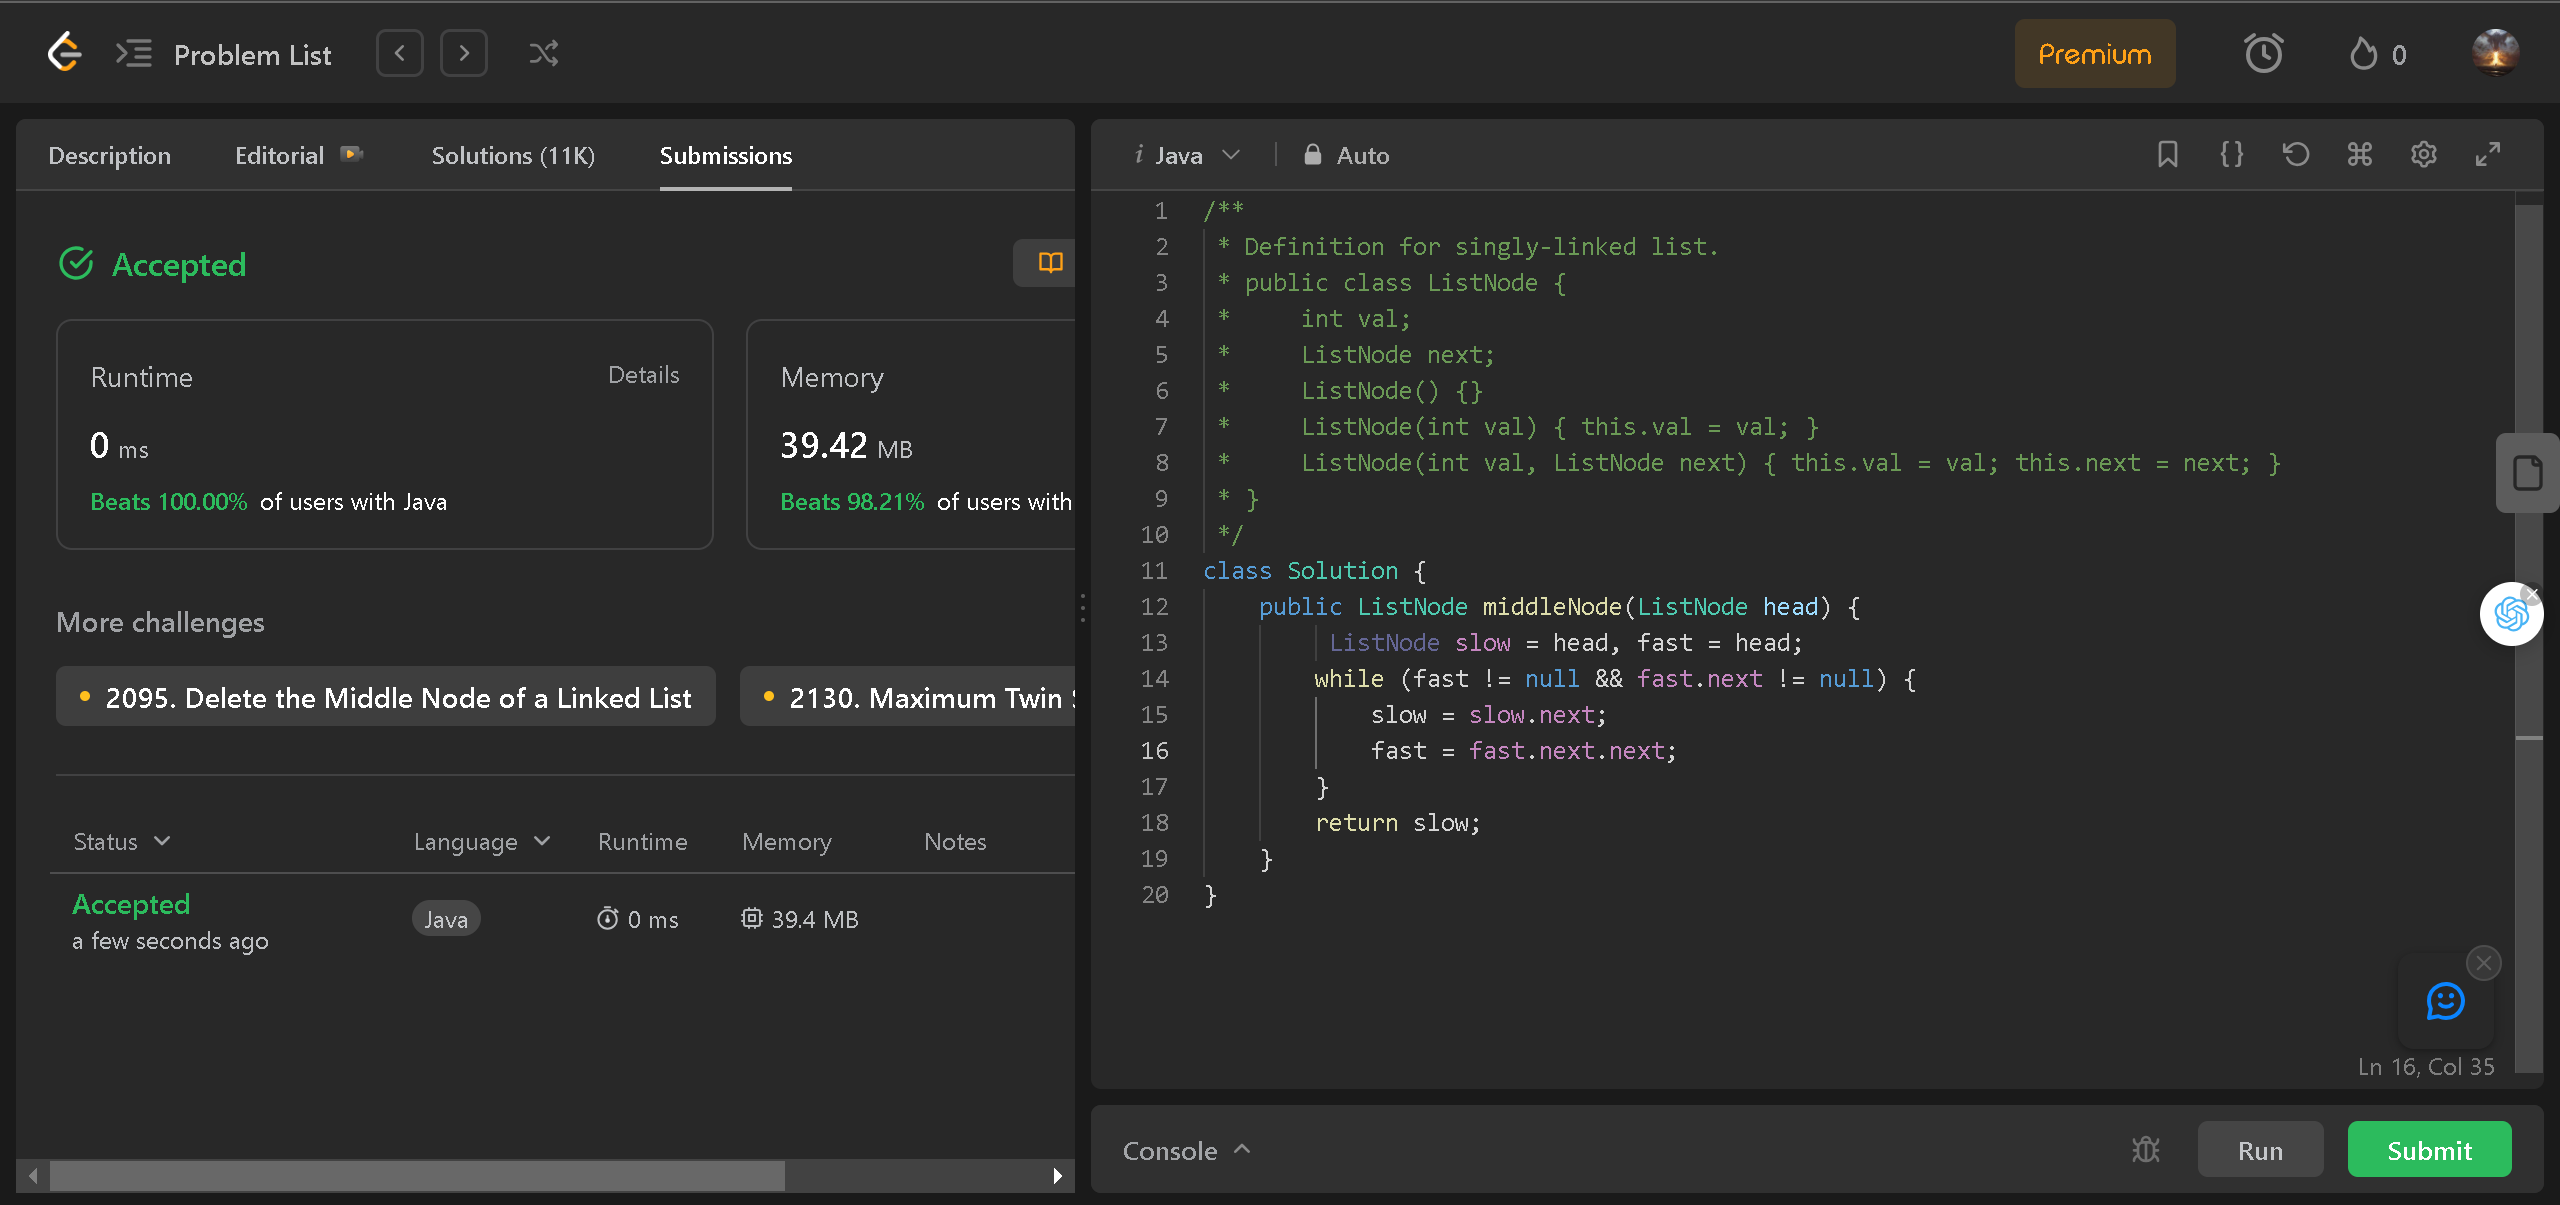 Problem List
Premium
0
Description Editorial Solutions (11K) Submissions
Accepted
Runtime Details
0 ms
Beats 100.00% of users with Java
Memory
39.42 MB
Beats 98.21% of users with
More challenges
2095. Delete the Middle Node of a Linked List
2130. Maximum Twin
Status Language Runtime Memory Notes
Accepted Java 0 ms 39.4 MB
a few seconds ago
i Java Auto
1 /**
2 * Definition for singly-linked list.
3 * public class ListNode {
4 *     int val;
5 *     ListNode next;
6 *     ListNode() {}
7 *     ListNode(int val) { this.val = val; }
8 *     ListNode(int val, ListNode next) { this.val = val; this.next = next; }
9 * }
10 */
11 class Solution {
12     public ListNode middleNode(ListNode head) {
13          ListNode slow = head, fast = head;
14         while (fast != null && fast.next != null) {
15             slow = slow.next;
16             fast = fast.next.next;
17         }
18         return slow;
19     }
20 }
Ln 16, Col 35
Console Run Submit